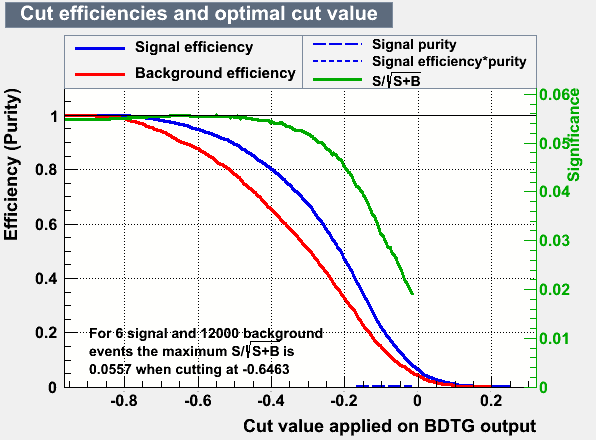 Cut efficiencies and optimal cut value
Signal efficiency
Background efficiency
Signal purity
Signal efficiency*purity
S/√S+B
Efficiency (Purity)
1
0.8
0.6
0.4
0.2
0
0.06
0.05
0.04
0.03
0.02
0.01
0
Significance
For 6 signal and 12000 background
events the maximum S/√S+B is
0.0557 when cutting at -0.6463
-0.8 -0.6 -0.4 -0.2 0 0.2
Cut value applied on BDTG output